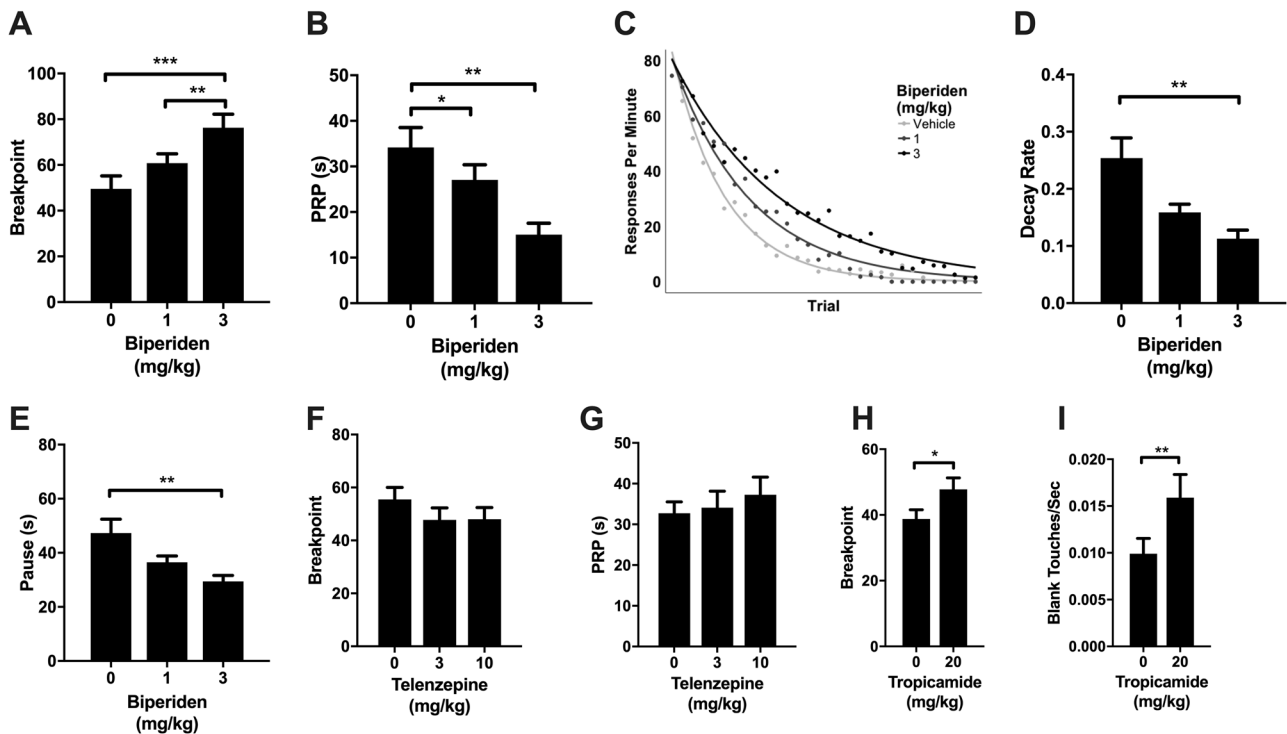 A
Breakpoint
100
80
60
40
20
0
***
**
0 1 3
Biperiden
(mg/kg)
B
PRP (s)
50
40
30
20
10
0
**
*
0 1 3
Biperiden
(mg/kg)
C
Responses Per Minute
80
60
40
20
0
Biperiden
(mg/kg)
Vehicle
1
3
Trial
D
Decay Rate
0.4
0.3
0.2
0.1
0.0
**
0 1 3
Biperiden
(mg/kg)
E
Pause (s)
80
60
40
20
0
**
0 1 3
Biperiden
(mg/kg)
F
Breakpoint
80
60
40
20
0
0 3 10
Telenzepine
(mg/kg)
G
PRP (s)
50
40
30
20
10
0
0 3 10
Telenzepine
(mg/kg)
H
Breakpoint
60
40
20
0
*
0 20
Tropicamide
(mg/kg)
I
Blank Touches/Sec
0.020
0.015
0.010
0.005
0.000
**
0 20
Tropicamide
(mg/kg)